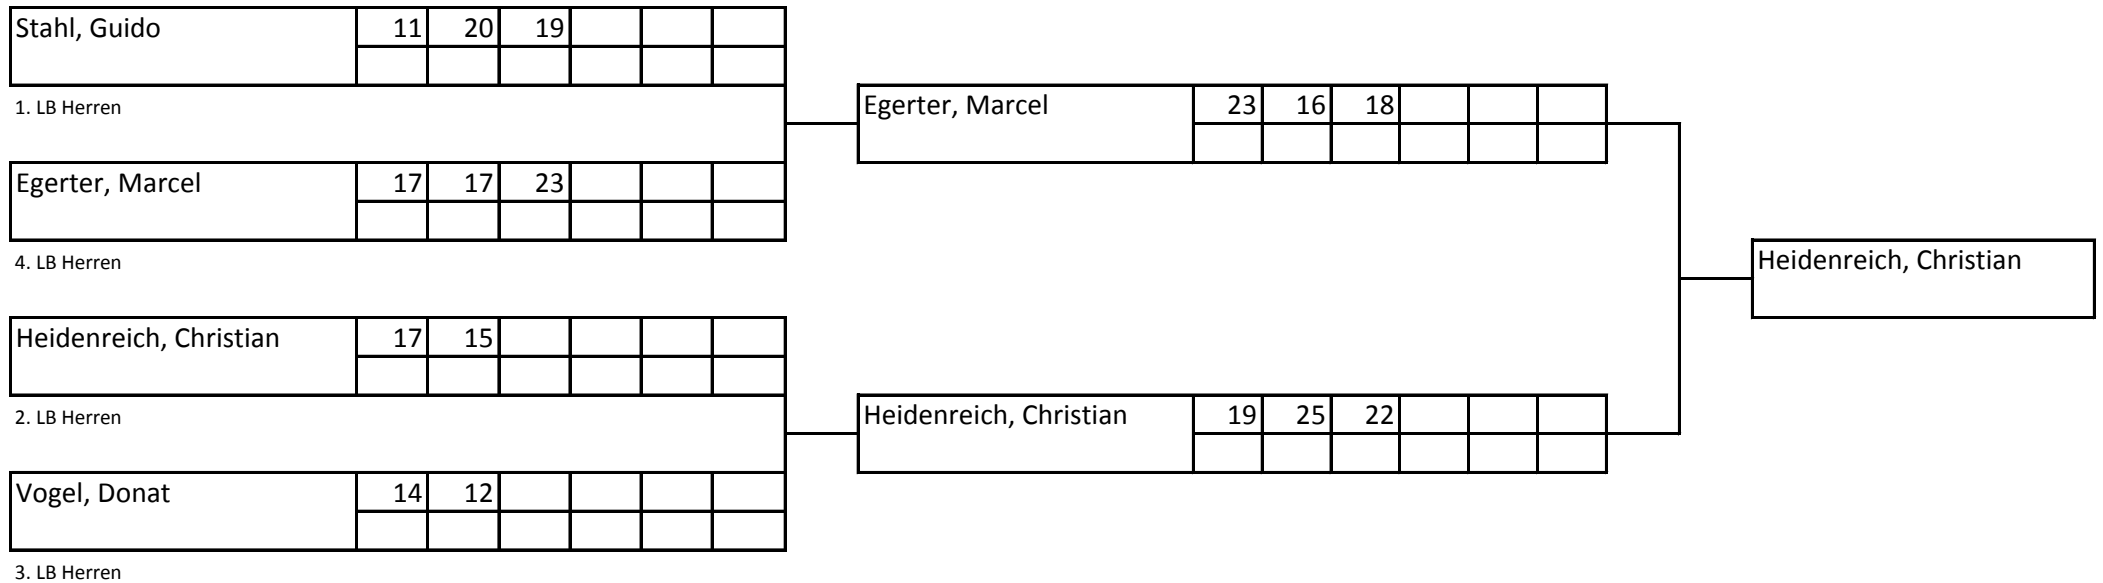 Stahl, Guido 11 20 19
1. LB Herren
Egerter, Marcel 17 17 23
4. LB Herren
Heidenreich, Christian 17 15
2. LB Herren
Vogel, Donat 14 12
3. LB Herren
Egerter, Marcel 23 16 18
Heidenreich, Christian 19 25 22
Heidenreich, Christian